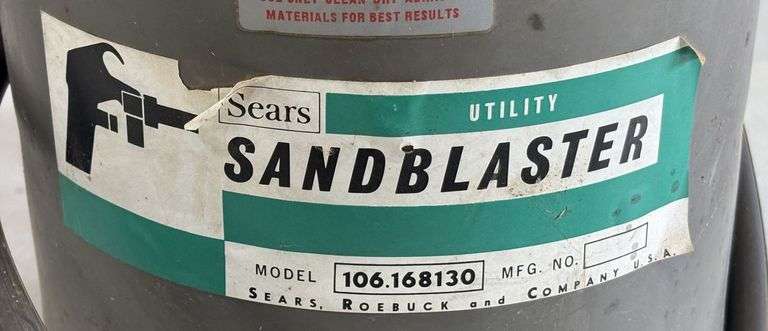 MATERIALS FOR BEST RESULTS
Sears
UTILITY
SANDBLASTER
MODEL 106.168130 MFG. NO.
SEARS, ROEBUCK and COMPANY U.S.A.